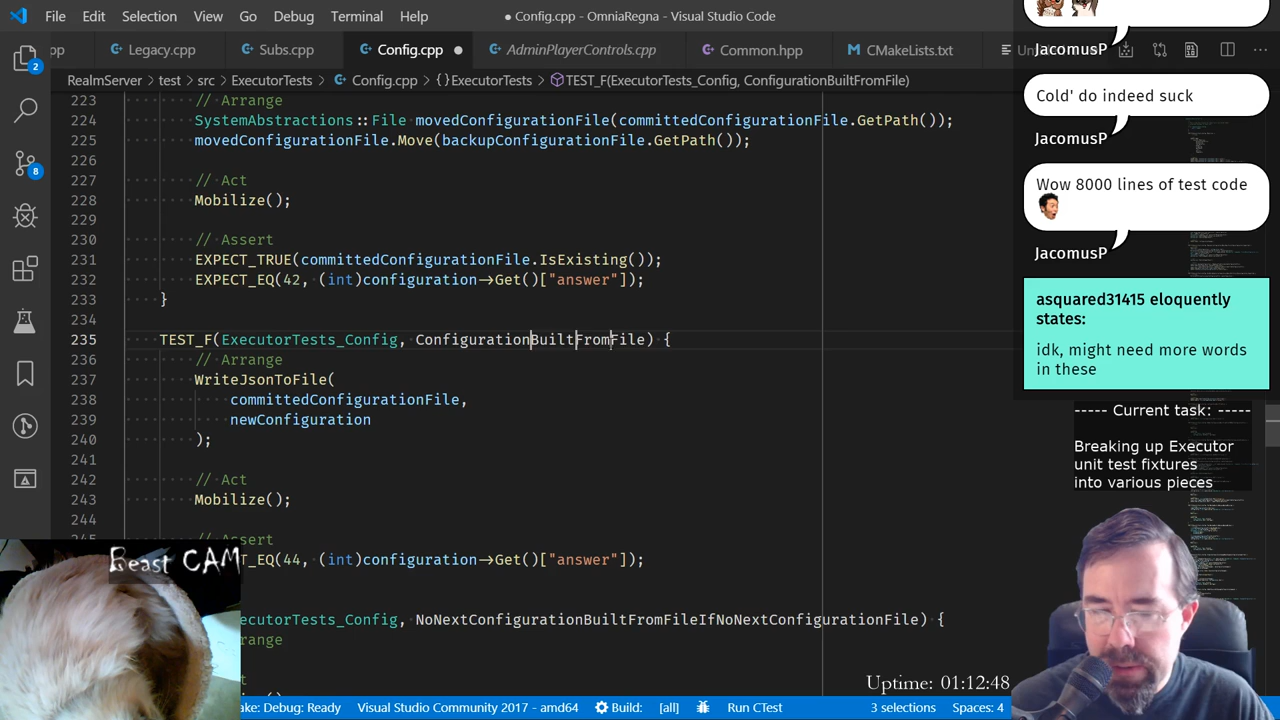 File Edit Selection View Go Debug Terminal Help ● Config.cpp - OmniaRegna - Visual Studio Code
pp Legacy.cpp Subs.cpp Config.cpp ● AdminPlayerControls.cpp Common.hpp CMakeLists.txt
RealmServer › test › src › ExecutorTests › Config.cpp › {} ExecutorTests › TEST_F(ExecutorTests_Config, ConfigurationBuiltFromFile)
223 // Arrange
224 SystemAbstractions::File movedConfigurationFile(committedConfigurationFile.GetPath());
225 movedConfigurationFile.Move(backupConfigurationFile.GetPath());
226
227 // Act
228 Mobilize();
229
230 // Assert
231 EXPECT_TRUE(committedConfigurationFile.IsExisting());
232 EXPECT_EQ(42, (int)configuration->Get()["answer"]);
233 }
234
235 TEST_F(ExecutorTests_Config, ConfigurationBuiltFromFile) {
236 // Arrange
237 WriteJsonToFile(
238 committedConfigurationFile,
239 newConfiguration
240 );
241
242 // Act
243 Mobilize();
244
// Assert
T_EQ(44, (int)configuration->Get()["answer"]);
ecutorTests_Config, NoNextConfigurationBuiltFromFileIfNoNextConfigurationFile) {
range
t
2
8
Beast CAM
JacomusP
Cold' do indeed suck
JacomusP
Wow 8000 lines of test code
JacomusP
asquared31415 eloquently
states:
idk, might need more words
in these
----- Current task: -----
Breaking up Executor
unit test fixtures
into various pieces
Uptime: 01:12:48
ke: Debug: Ready Visual Studio Community 2017 - amd64 Build: [all] Run CTest 3 selections Spaces: 4